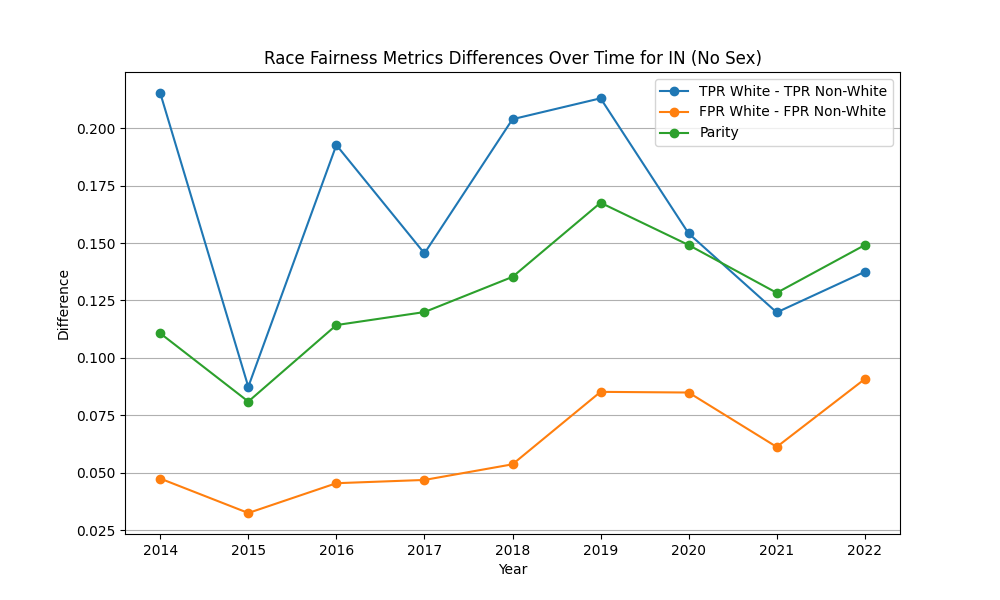 Race Fairness Metrics Differences Over Time for IN (No Sex)
TPR White - TPR Non-White
FPR White - FPR Non-White
Parity
Difference
0.200
0.175
0.150
0.125
0.100
0.075
0.050
0.025
2014 2015 2016 2017 2018 2019 2020 2021 2022
Year